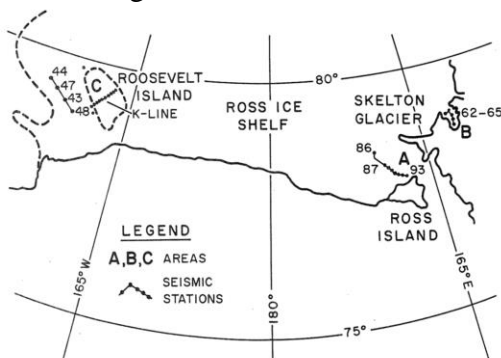 44
47
43
48
C
ROOSEVELT
ISLAND
K-LINE
80°
ROSS ICE
SHELF
SKELTON
GLACIER
62-65
B
86
87
A
93
ROSS
ISLAND
LEGEND
A,B,C AREAS
SEISMIC
STATIONS
165° W
180°
165° E
75°